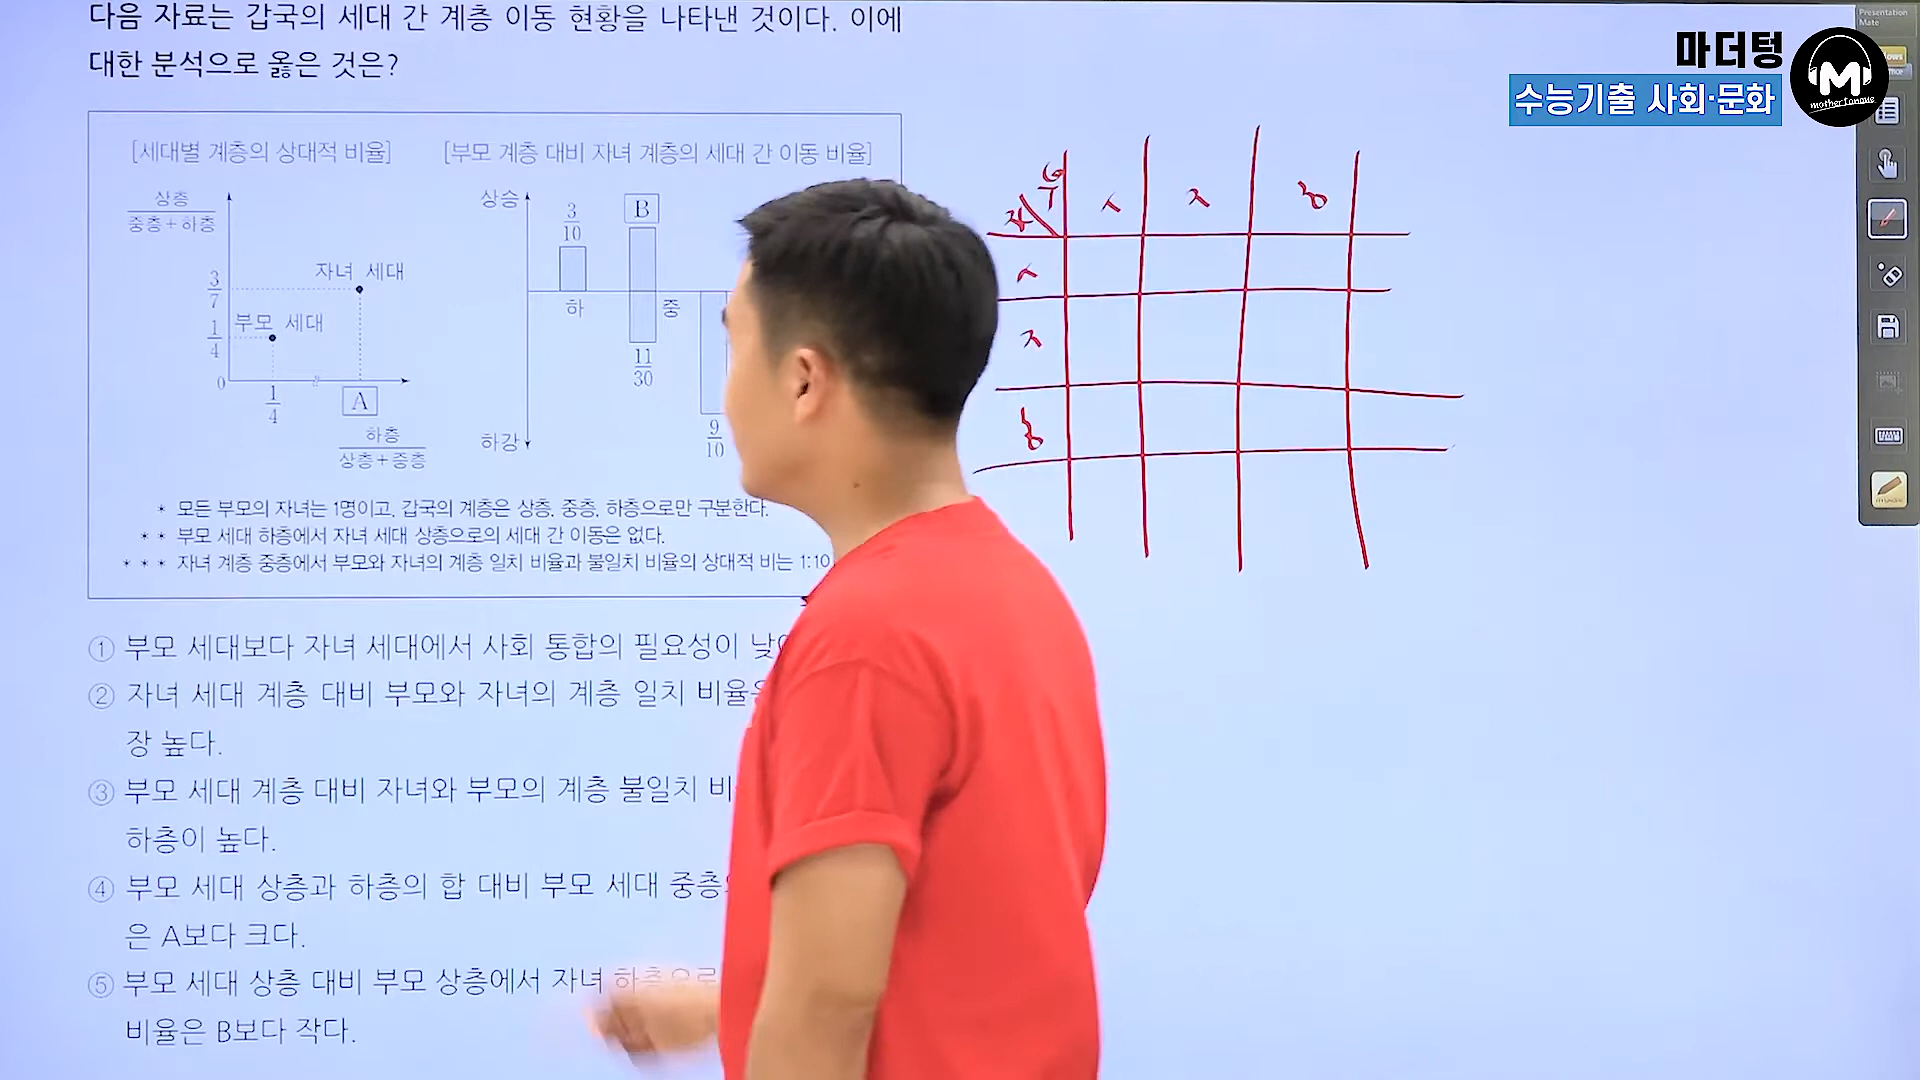 다음 자료는 갑국의 세대 간 계층 이동 현황을 나타낸 것이다. 이에
대한 분석으로 옳은 것은?
[세대별 계층의 상대적 비율]
상층
중층+하층
3
7
1
4
0
부모 세대
자녀 세대
1
4
A
하층
상층+중층
[부모 계층 대비 자녀 계층의 세대 간 이동 비율]
상승
3
10
B
하
중
11
30
9
10
하강
* 모든 부모의 자녀는 1명이고, 갑국의 계층은 상층, 중층, 하층으로만 구분한다.
** 부모 세대 하층에서 자녀 세대 상층으로의 세대 간 이동은 없다.
*** 자녀 계층 중층에서 부모와 자녀의 계층 일치 비율과 불일치 비율의 상대적 비는 1:10
① 부모 세대보다 자녀 세대에서 사회 통합의 필요성이
② 자녀 세대 계층 대비 부모와 자녀의 계층 일치 비율
장 높다.
③ 부모 세대 계층 대비 자녀와 부모의 계층 불일치
하층이 높다.
④ 부모 세대 상층과 하층의 합 대비 부모 세대 중층
은 A보다 크다.
⑤ 부모 세대 상층 대비 부모 상층에서 자녀 하층으로
비율은 B보다 작다.
부
자
ㅅ ㅈ ㅎ
ㅅ
ㅈ
ㅎ
마더텅
수능기출 사회·문화
M
mothertongue
Presentation
Mate